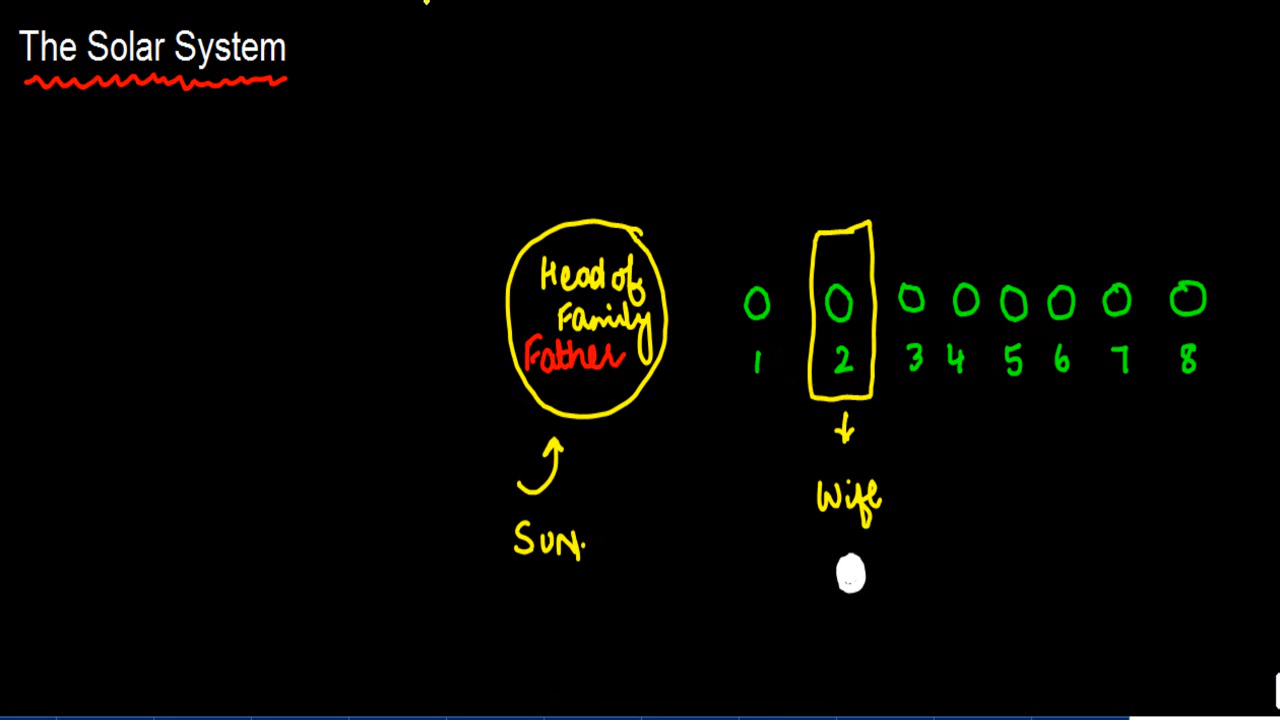 The Solar System
Head of
Family
Father
1 2 3 4 5 6 7 8
Wife
SUN.